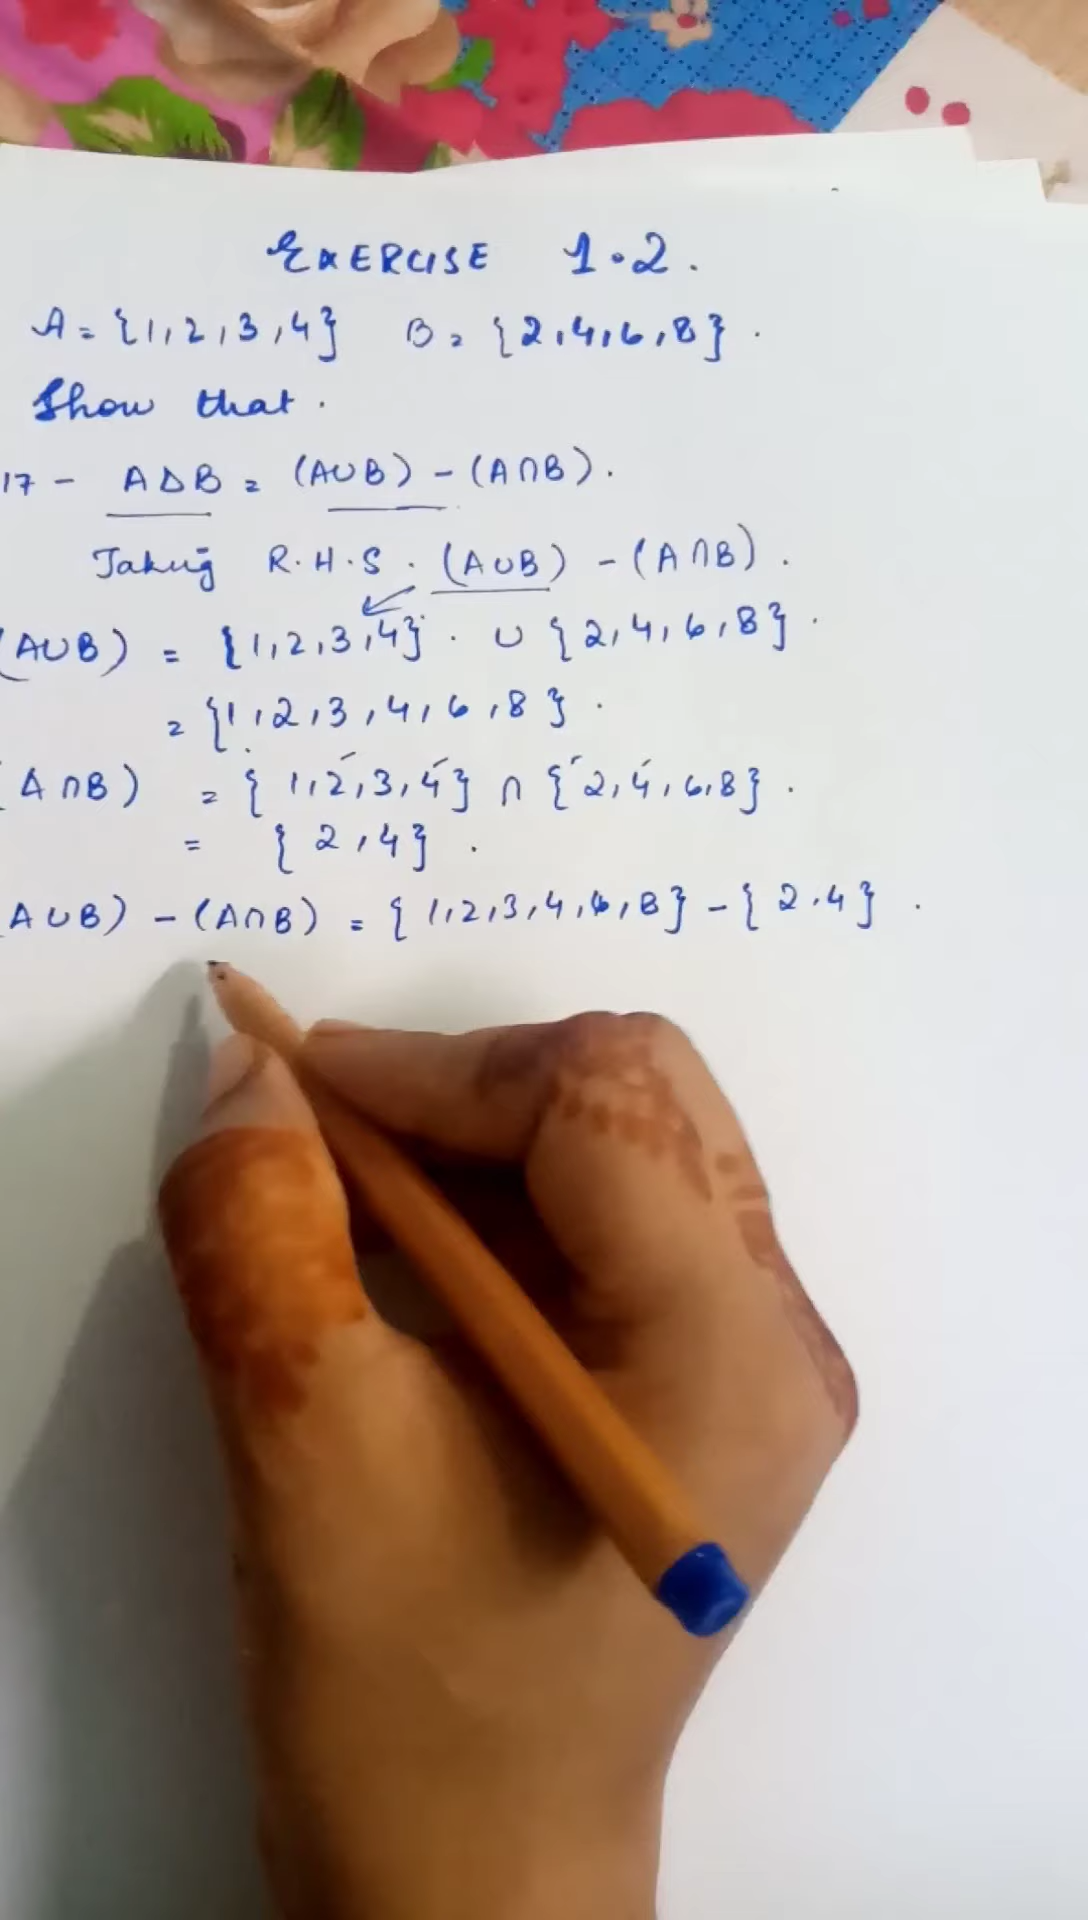 EXERCISE 1.2.
A = {1,2,3,4} B = {2,4,6,8}.
Show that.
17 - A∆B = (A∪B) - (A∩B).
Taking R.H.S. (A∪B) - (A∩B).
(A∪B) = {1,2,3,4}. ∪ {2,4,6,8}.
= {1,2,3,4,6,8}.
(A∩B) = {1,2,3,4} ∩ {2,4,6,8}.
= {2,4}.
(A∪B) - (A∩B) = {1,2,3,4,6,8} - {2.4}.